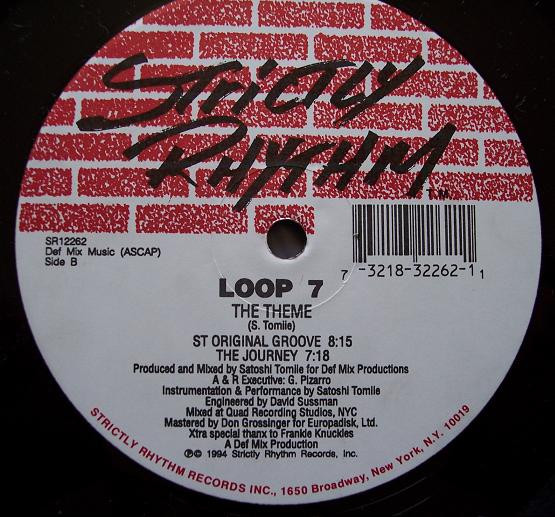 STRICTLY
RHYTHM
TM
SR12262
Def Mix Music (ASCAP)
Side B
7 -3218-32262-1 1
LOOP 7
THE THEME
(S. Tomiie)
ST ORIGINAL GROOVE 8:15
THE JOURNEY 7:18
Produced and Mixed by Satoshi Tomiie for Def Mix Productions
A & R Executive: G. Pizarro
Instrumentation & Performance by Satoshi Tomiie
Engineered by David Sussman
Mixed at Quad Recording Studios, NYC
Mastered by Don Grossinger for Europadisk, Ltd.
Xtra special thanx to Frankie Knuckles
A Def Mix Production
℗© 1994 Strictly Rhythm Records, Inc.
STRICTLY RHYTHM RECORDS INC., 1650 Broadway, New York, N.Y. 10019